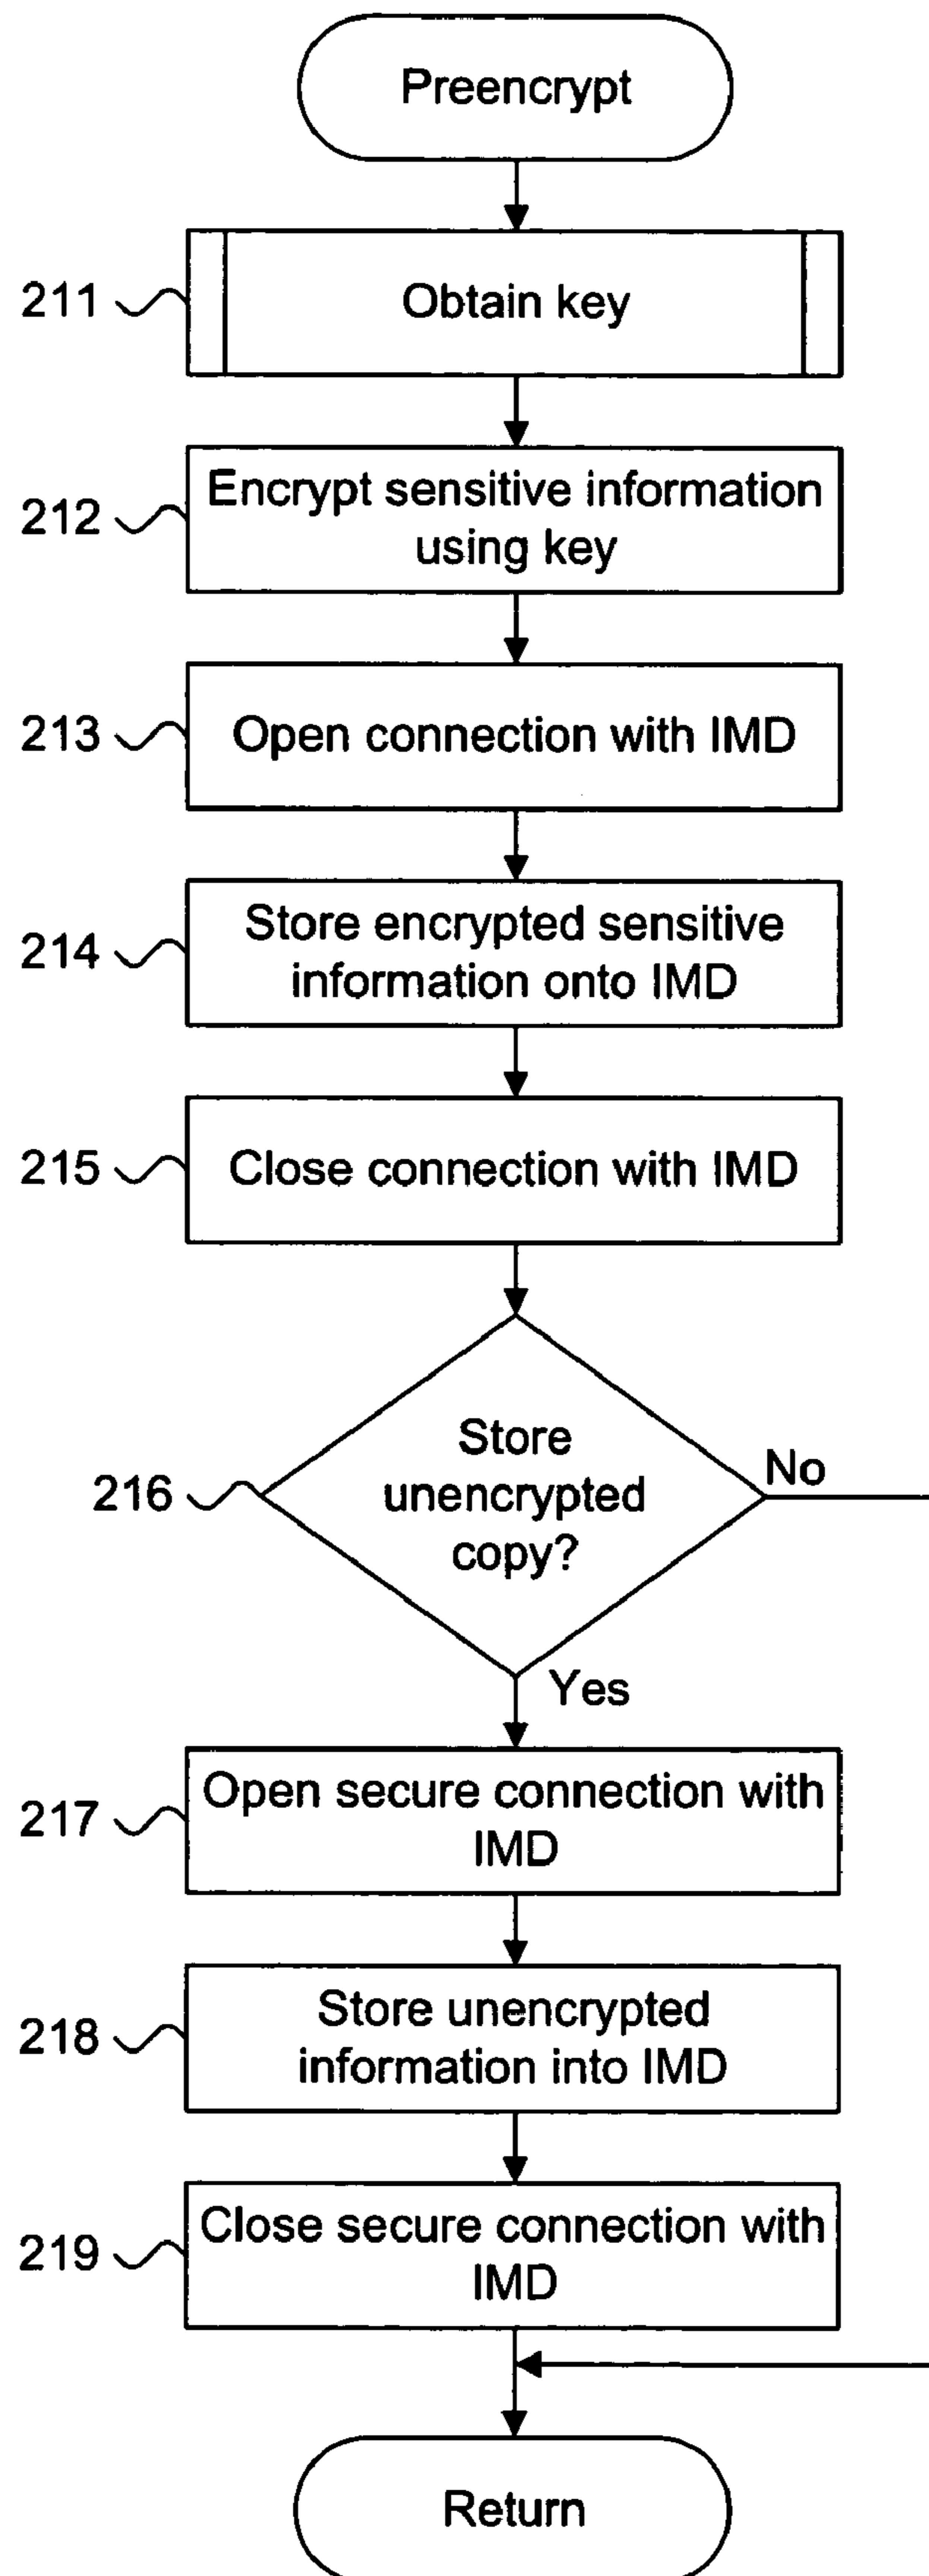 Preencrypt
211
Obtain key
212
Encrypt sensitive information
using key
213
Open connection with IMD
214
Store encrypted sensitive
information onto IMD
215
Close connection with IMD
216
Store
unencrypted
copy?
No
Yes
217
Open secure connection with
IMD
218
Store unencrypted
information into IMD
219
Close secure connection with
IMD
Return